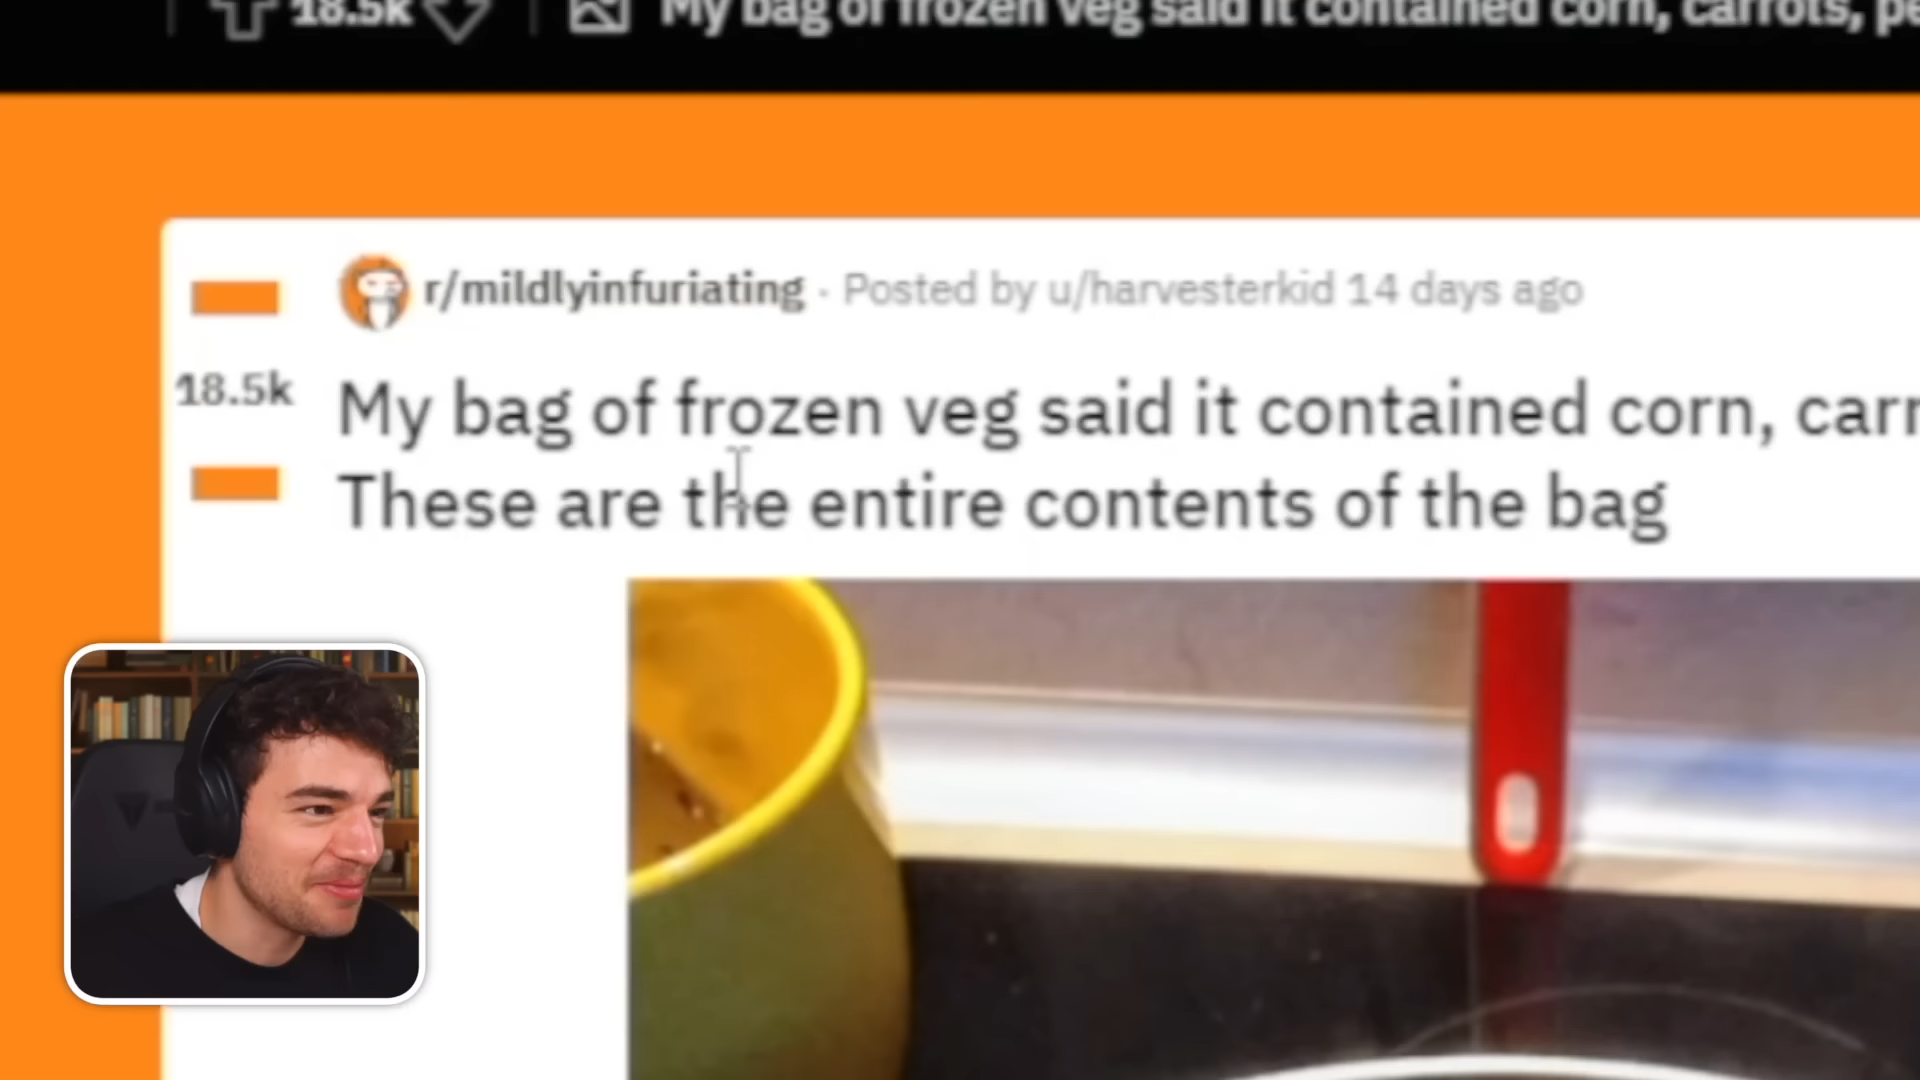 18.5k My bag of frozen veg said it contained corn, carrots, pe
r/mildlyinfuriating · Posted by u/harvesterkid 14 days ago
18.5k
My bag of frozen veg said it contained corn, carr
These are the entire contents of the bag